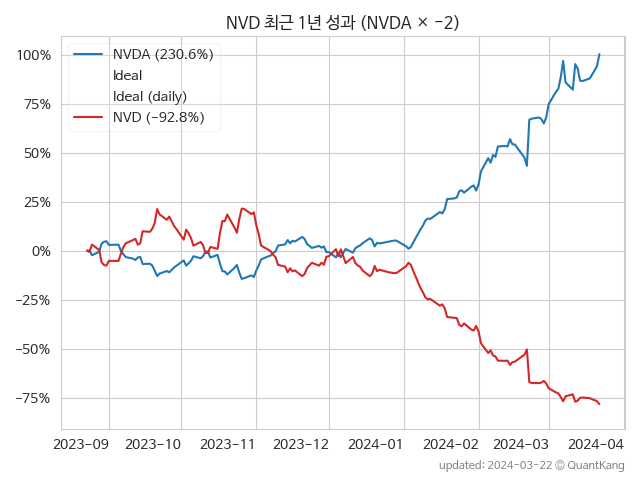 NVD 최근 1년 성과 (NVDA × −2)
NVDA (230.6%)
Ideal
Ideal (daily)
NVD (−92.8%)
100%
75%
50%
25%
0%
−25%
−50%
−75%
2023−09 2023−10 2023−11 2023−12 2024−01 2024−02 2024−03 2024−04
updated: 2024−03−22 © QuantKang